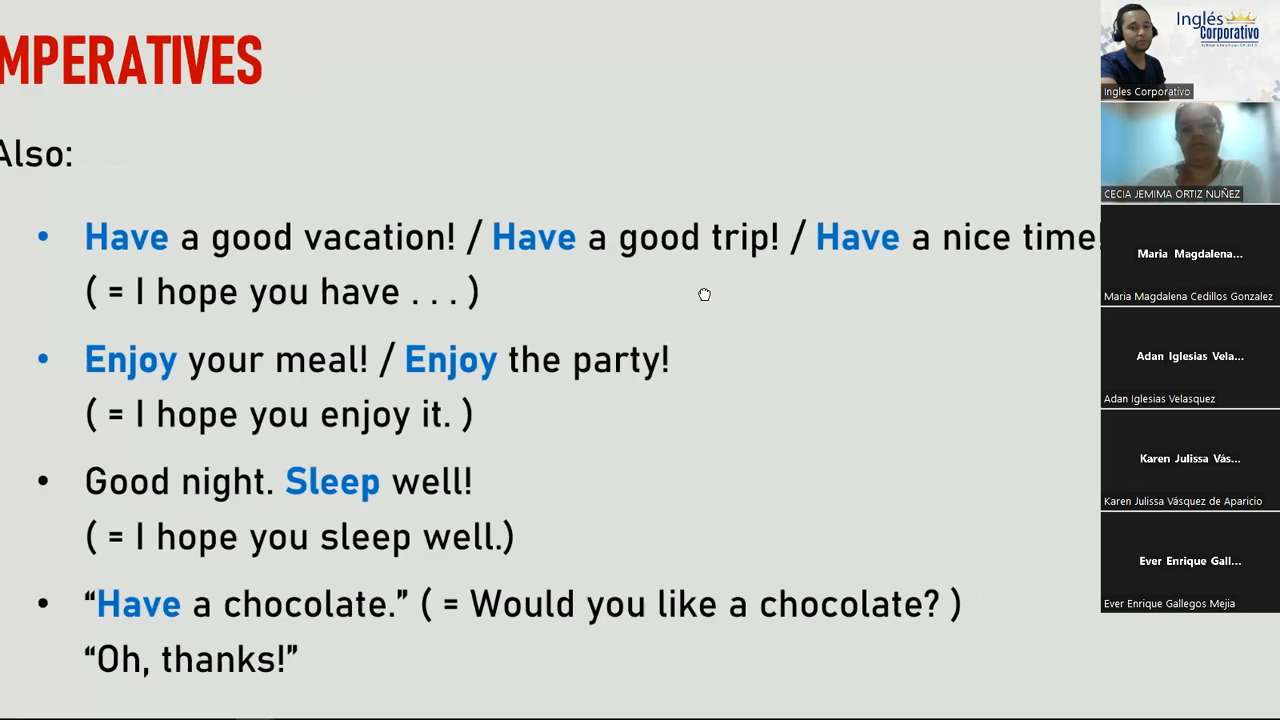 MPERATIVES
Also:
• Have a good vacation! / Have a good trip! / Have a nice time!
( = I hope you have . . . )
• Enjoy your meal! / Enjoy the party!
( = I hope you enjoy it. )
• Good night. Sleep well!
( = I hope you sleep well.)
• “Have a chocolate.” ( = Would you like a chocolate? )
“Oh, thanks!”
Inglés
Corporativo
Ingles Corporativo
CECIA JEMIMA ORTIZ NUÑEZ
Maria Magdalena...
Maria Magdalena Cedillos Gonzalez
Adan Iglesias Vela...
Adan Iglesias Velasquez
Karen Julissa Vás...
Karen Julissa Vásquez de Aparicio
Ever Enrique Gall...
Ever Enrique Gallegos Mejia